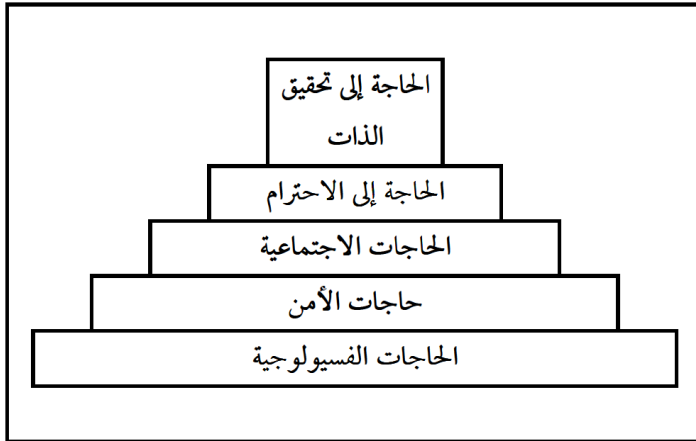 الحاجة إلى تحقيق
الذات
الحاجة إلى الاحترام
الحاجات الاجتماعية
حاجات الأمن
الحاجات الفسيولوجية